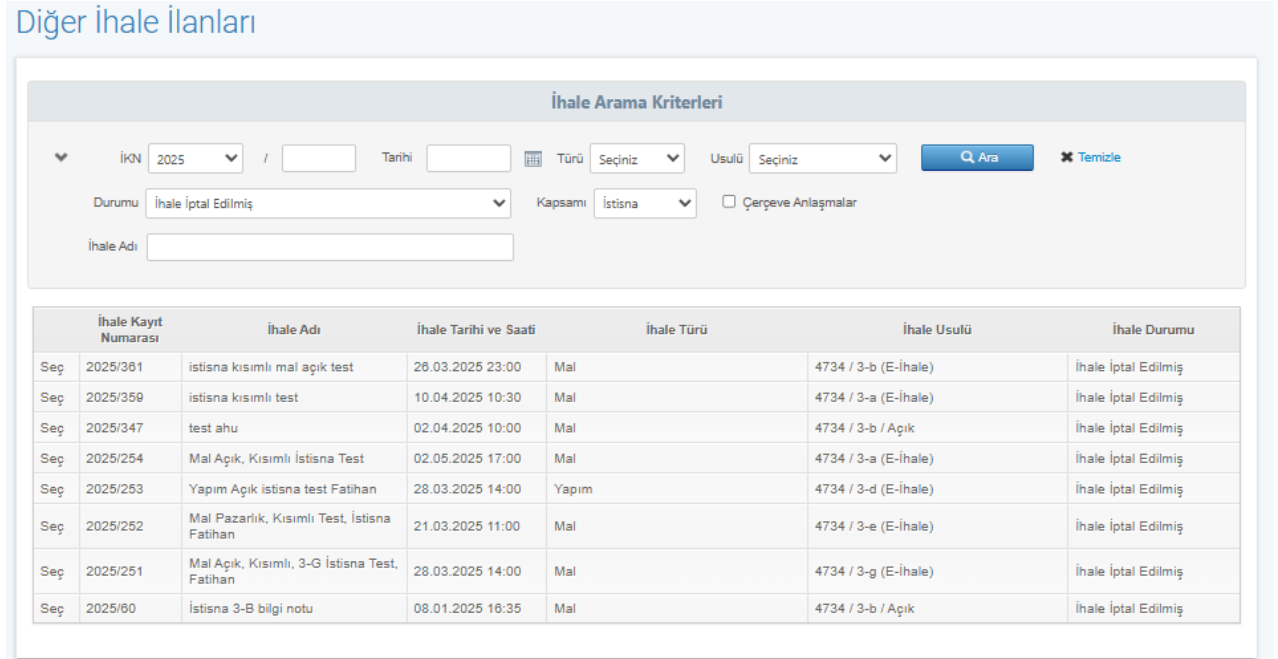 Diğer İhale İlanları
İhale Arama Kriterleri
İKN 2025 / Tarihi Türü Seçiniz Usulü Seçiniz Ara Temizle
Durumu İhale İptal Edilmiş Kapsamı İstisna Çerçeve Anlaşmalar
İhale Adı
İhale Kayıt Numarası İhale Adı İhale Tarihi ve Saati İhale Türü İhale Usulü İhale Durumu
Seç 2025/361 istisna kısımlı mal açık test 26.03.2025 23:00 Mal 4734 / 3-b (E-İhale) İhale İptal Edilmiş
Seç 2025/359 istisna kısımlı test 10.04.2025 10:30 Mal 4734 / 3-a (E-İhale) İhale İptal Edilmiş
Seç 2025/347 test ahu 02.04.2025 10:00 Mal 4734 / 3-b / Açık İhale İptal Edilmiş
Seç 2025/254 Mal Açık, Kısımlı İstisna Test 02.05.2025 17:00 Mal 4734 / 3-a (E-İhale) İhale İptal Edilmiş
Seç 2025/253 Yapım Açık istisna test Fatihan 28.03.2025 14:00 Yapım 4734 / 3-d (E-İhale) İhale İptal Edilmiş
Seç 2025/252 Mal Pazarlık, Kısımlı Test, İstisna Fatihan 21.03.2025 11:00 Mal 4734 / 3-e (E-İhale) İhale İptal Edilmiş
Seç 2025/251 Mal Açık, Kısımlı, 3-G İstisna Test, Fatihan 28.03.2025 14:00 Mal 4734 / 3-g (E-İhale) İhale İptal Edilmiş
Seç 2025/60 İstisna 3-B bilgi notu 08.01.2025 16:35 Mal 4734 / 3-b / Açık İhale İptal Edilmiş